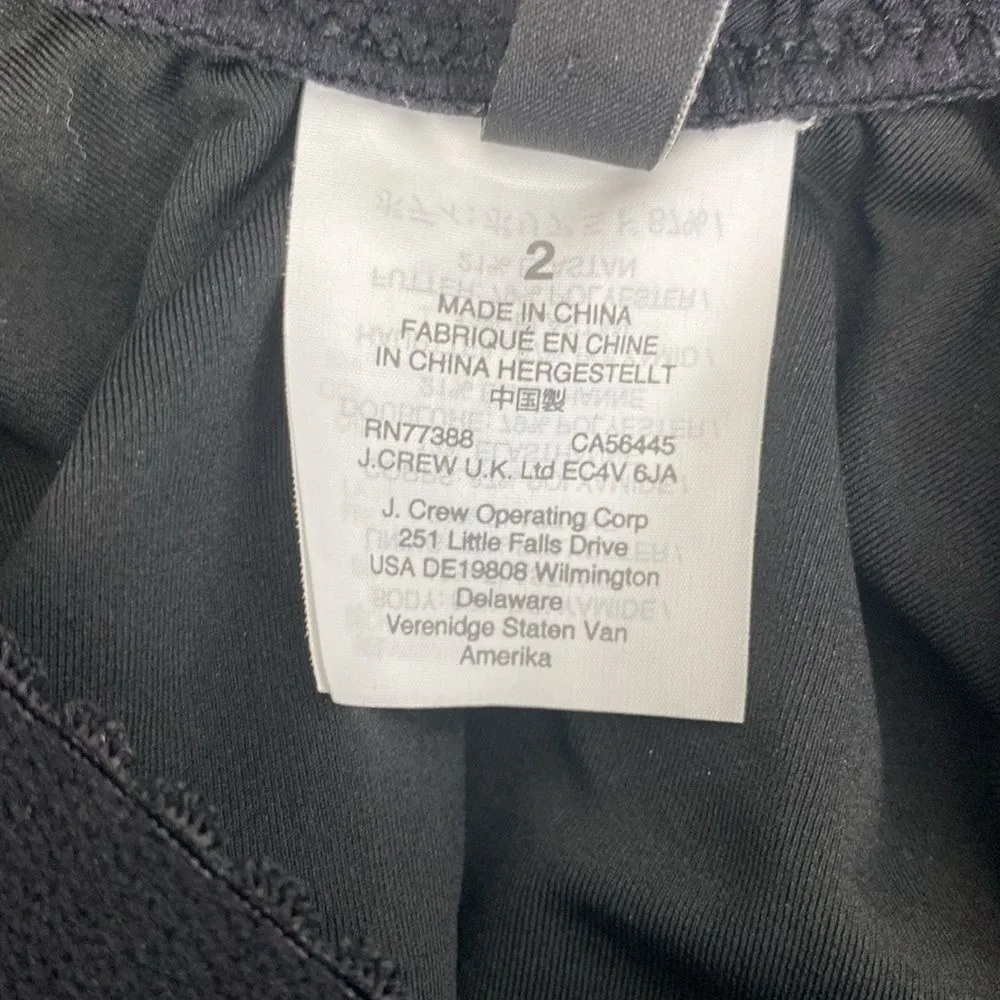 2
MADE IN CHINA
FABRIQUÉ EN CHINE
IN CHINA HERGESTELLT
中国製
RN77388 CA56445
J.CREW U.K. Ltd EC4V 6JA
J. Crew Operating Corp
251 Little Falls Drive
USA DE19808 Wilmington
Delaware
Verenidge Staten Van
Amerika